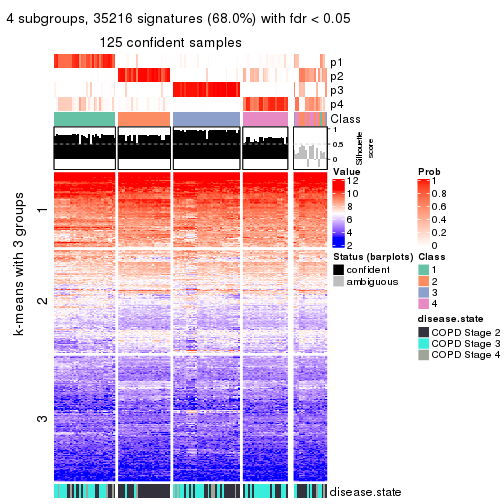 4 subgroups, 35216 signatures (68.0%) with fdr < 0.05
125 confident samples
p1
p2
p3
p4
Class
1
0.5
0
Silhouette
score
k-means with 3 groups
1
2
3
disease.state
Value
12
10
8
6
4
2
Prob
1
0.8
0.6
0.4
0.2
0
Status (barplots)
confident
ambiguous
Class
1
2
3
4
disease.state
COPD Stage 2
COPD Stage 3
COPD Stage 4